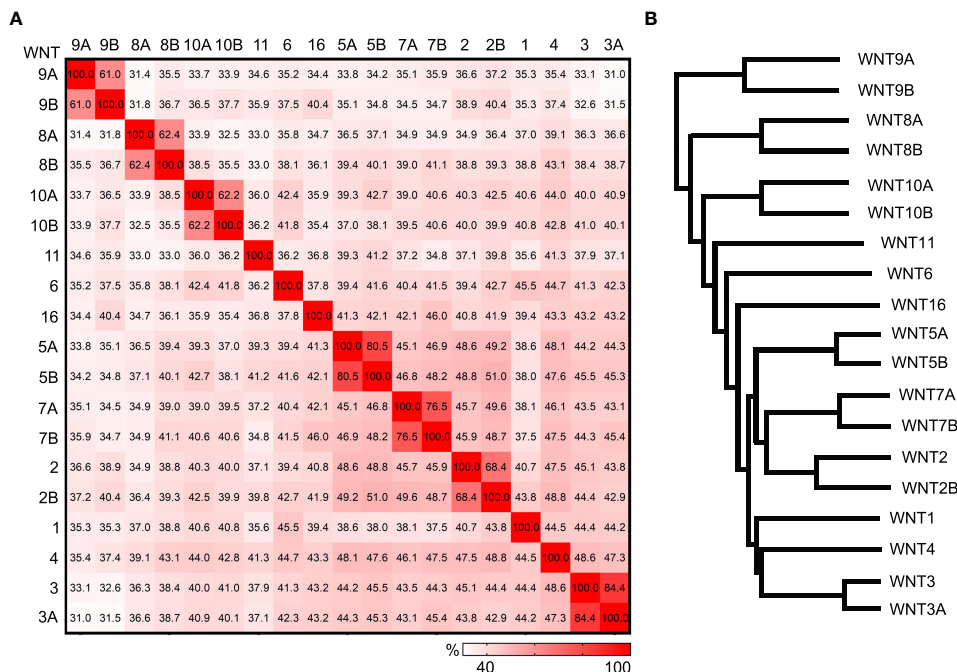 A
B
WNT 9A 9B 8A 8B 10A 10B 11 6 16 5A 5B 7A 7B 2 2B 1 4 3 3A
9A 100.0 61.0 31.4 35.5 33.7 33.9 34.6 35.2 34.4 33.8 34.2 35.1 35.9 36.6 37.2 35.3 35.4 33.1 31.0
9B 61.0 100.0 31.8 36.7 36.5 37.7 35.9 37.5 40.4 35.1 34.8 34.5 34.7 38.9 40.4 35.3 37.4 32.6 31.5
8A 31.4 31.8 100.0 62.4 33.9 32.5 33.0 35.8 34.7 36.5 37.1 34.9 34.9 34.9 36.4 37.0 39.1 36.3 36.6
8B 35.5 36.7 62.4 100.0 38.5 35.5 33.0 38.1 36.1 39.4 40.1 39.0 41.1 38.8 39.3 38.8 43.1 38.4 38.7
10A 33.7 36.5 33.9 38.5 100.0 62.2 36.0 42.4 35.9 39.3 42.7 39.0 40.6 40.3 42.5 40.6 44.0 40.0 40.9
10B 33.9 37.7 32.5 35.5 62.2 100.0 36.2 41.8 35.4 37.0 38.1 39.5 40.6 40.0 39.9 40.8 42.8 41.0 40.1
11 34.6 35.9 33.0 33.0 36.0 36.2 100.0 36.2 36.8 39.3 41.2 37.2 34.8 37.1 39.8 35.6 41.3 37.9 37.1
6 35.2 37.5 35.8 38.1 42.4 41.8 36.2 100.0 37.8 39.4 41.6 40.4 41.5 39.4 42.7 45.5 44.7 41.3 42.3
16 34.4 40.4 34.7 36.1 35.9 35.4 36.8 37.8 100.0 41.3 42.1 42.1 46.0 40.8 41.9 39.4 43.3 43.2 43.2
5A 33.8 35.1 36.5 39.4 39.3 37.0 39.3 39.4 41.3 100.0 80.5 45.1 46.9 48.6 49.2 38.6 48.1 44.2 44.3
5B 34.2 34.8 37.1 40.1 42.7 38.1 41.2 41.6 42.1 80.5 100.0 46.8 48.2 48.8 51.0 38.0 47.6 45.5 45.3
7A 35.1 34.5 34.9 39.0 39.0 39.5 37.2 40.4 42.1 45.1 46.8 100.0 76.5 45.7 49.6 38.1 46.1 43.5 43.1
7B 35.9 34.7 34.9 41.1 40.6 40.6 34.8 41.5 46.0 46.9 48.2 76.5 100.0 45.9 48.7 37.5 47.5 44.3 45.4
2 36.6 38.9 34.9 38.8 40.3 40.0 37.1 39.4 40.8 48.6 48.8 45.7 45.9 100.0 68.4 40.7 47.5 45.1 43.8
2B 37.2 40.4 36.4 39.3 42.5 39.9 39.8 42.7 41.9 49.2 51.0 49.6 48.7 68.4 100.0 43.8 48.8 44.4 42.9
1 35.3 35.3 37.0 38.8 40.6 40.8 35.6 45.5 39.4 38.6 38.0 38.1 37.5 40.7 43.8 100.0 44.5 44.4 44.2
4 35.4 37.4 39.1 43.1 44.0 42.8 41.3 44.7 43.3 48.1 47.6 46.1 47.5 47.5 48.8 44.5 100.0 48.6 47.3
3 33.1 32.6 36.3 38.4 40.0 41.0 37.9 41.3 43.2 44.2 45.5 43.5 44.3 45.1 44.4 44.4 48.6 100.0 84.4
3A 31.0 31.5 36.6 38.7 40.9 40.1 37.1 42.3 43.2 44.3 45.3 43.1 45.4 43.8 42.9 44.2 47.3 84.4 100.0
% 40 100
WNT9A
WNT9B
WNT8A
WNT8B
WNT10A
WNT10B
WNT11
WNT6
WNT16
WNT5A
WNT5B
WNT7A
WNT7B
WNT2
WNT2B
WNT1
WNT4
WNT3
WNT3A